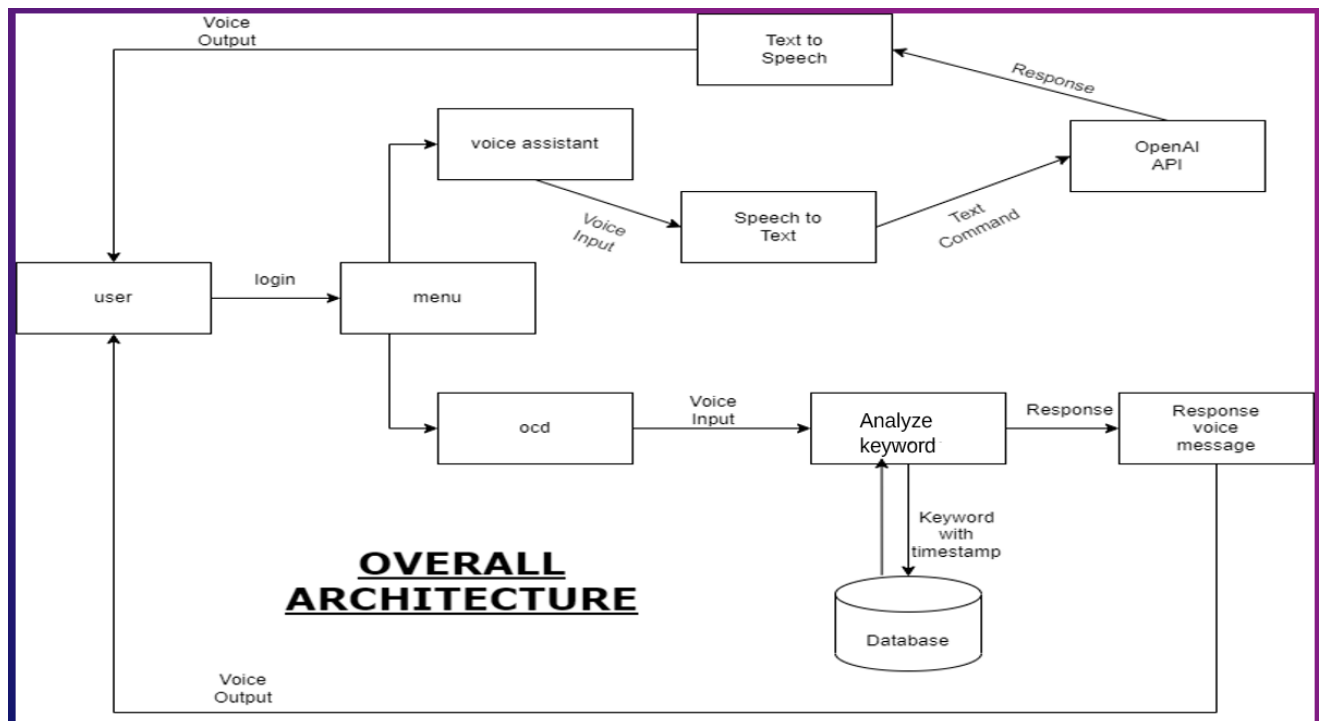 Voice
Output
Text to
Speech
Response
voice assistant
OpenAI
API
Voice
Input
Speech to
Text
Text
Command
user
login
menu
ocd
Voice
Input
Analyze
keyword
Response
Response
voice
message
Keyword
with
timestamp
OVERALL
ARCHITECTURE
Database
Voice
Output